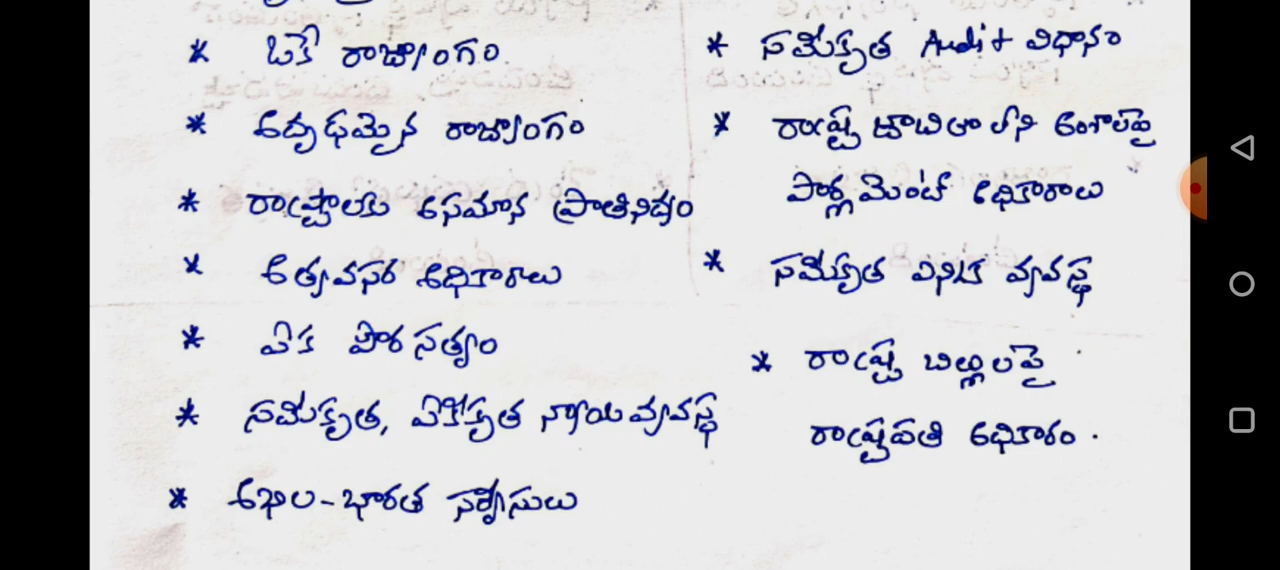 * ఒకే రాజ్యాంగం.
* అదృఢమైన రాజ్యాంగం
* రాష్ట్రాలకు అసమాన ప్రాతినిధ్యం
* అత్యవసర అధికారాలు
* ఏక పౌరసత్వం
* సమీకృత, ఏకీకృత న్యాయవ్యవస్థ
* అఖిల-భారత సర్వీసులు
* సమీకృత Audit విధానం
* రాష్ట్ర జాబితాలోని అంశాలపై
పార్లమెంట్ అధికారాలు
* సమీకృత ఎన్నిక వ్యవస్థ
* రాష్ట్ర బిల్లులపై
రాష్ట్రపతి అధికారం.